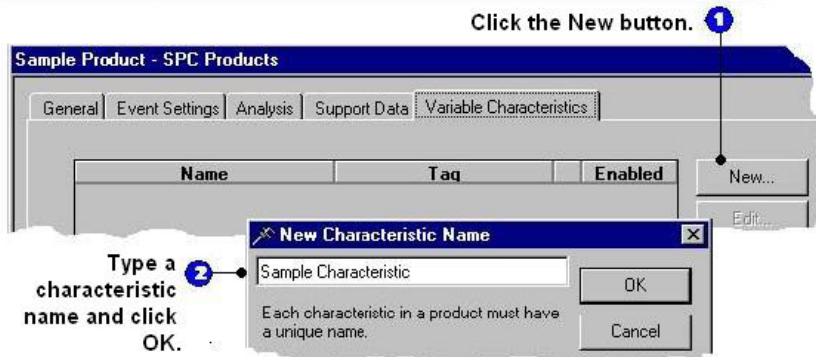 Click the New button. 1
Sample Product - SPC Products
General Event Settings Analysis Support Data Variable Characteristics
Name Tag Enabled
New...
Edit...
New Characteristic Name
Type a
characteristic
name and click
OK.
2
Sample Characteristic
OK
Each characteristic in a product must have
a unique name.
Cancel